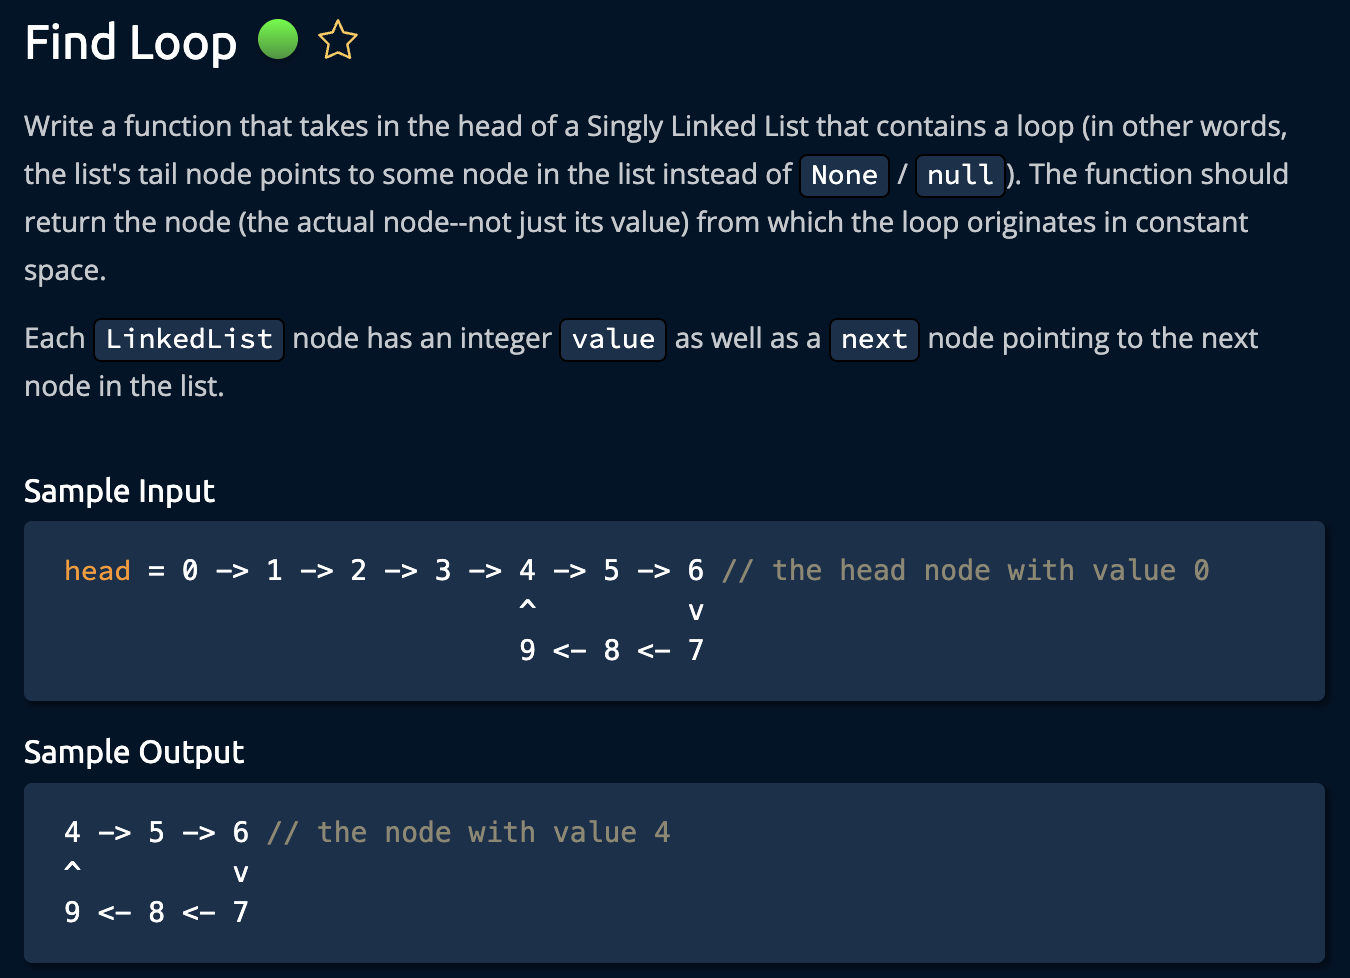 Find Loop
Write a function that takes in the head of a Singly Linked List that contains a loop (in other words,
the list's tail node points to some node in the list instead of None / null ). The function should
return the node (the actual node--not just its value) from which the loop originates in constant
space.
Each LinkedList node has an integer value as well as a next node pointing to the next
node in the list.
Sample Input
head = 0 -> 1 -> 2 -> 3 -> 4 -> 5 -> 6 // the head node with value 0
^ v
9 <- 8 <- 7
Sample Output
4 -> 5 -> 6 // the node with value 4
^ v
9 <- 8 <- 7